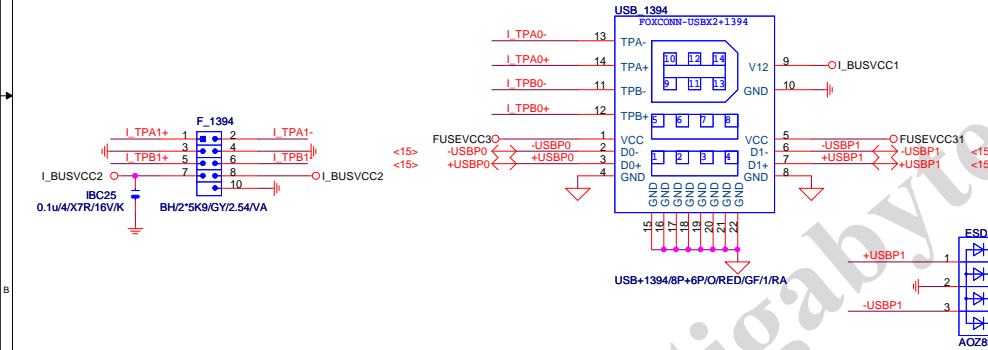 USB_1394
FOXCONN-USBX2+1394
I_TPA0- 13 TPA-
I_TPA0+ 14 TPA+
10 12 14
V12 9 I_BUSVCC1
I_TPB0- 11 TPB-
9 11 13
GND 10
I_TPB0+ 12 TPB+
5 6 7 8
FUSEVCC3 1 VCC
VCC 5 FUSEVCC31
<15> -USBP0 -USBP0 2 D0-
D1- 6 -USBP1 -USBP1 <15
<15> +USBP0 +USBP0 3 D0+
1 2 3 4
D1+ 7 +USBP1 +USBP1 <15
4 GND
GND 8
GND GND GND GND GND GND GND GND
15 16 17 18 19 20 21 22
USB+1394/8P+6P/O/RED/GF/1/RA
F_1394
I_TPA1+ 1 2 I_TPA1-
3 4
I_TPB1+ 5 6 I_TPB1-
I_BUSVCC2 7 8 I_BUSVCC2
10
IBC25
0.1u/4/X7R/16V/K
BH/2*5K9/GY/2.54/VA
ESD
+USBP1 1
2
-USBP1 3
AOZ8
B
igabyte